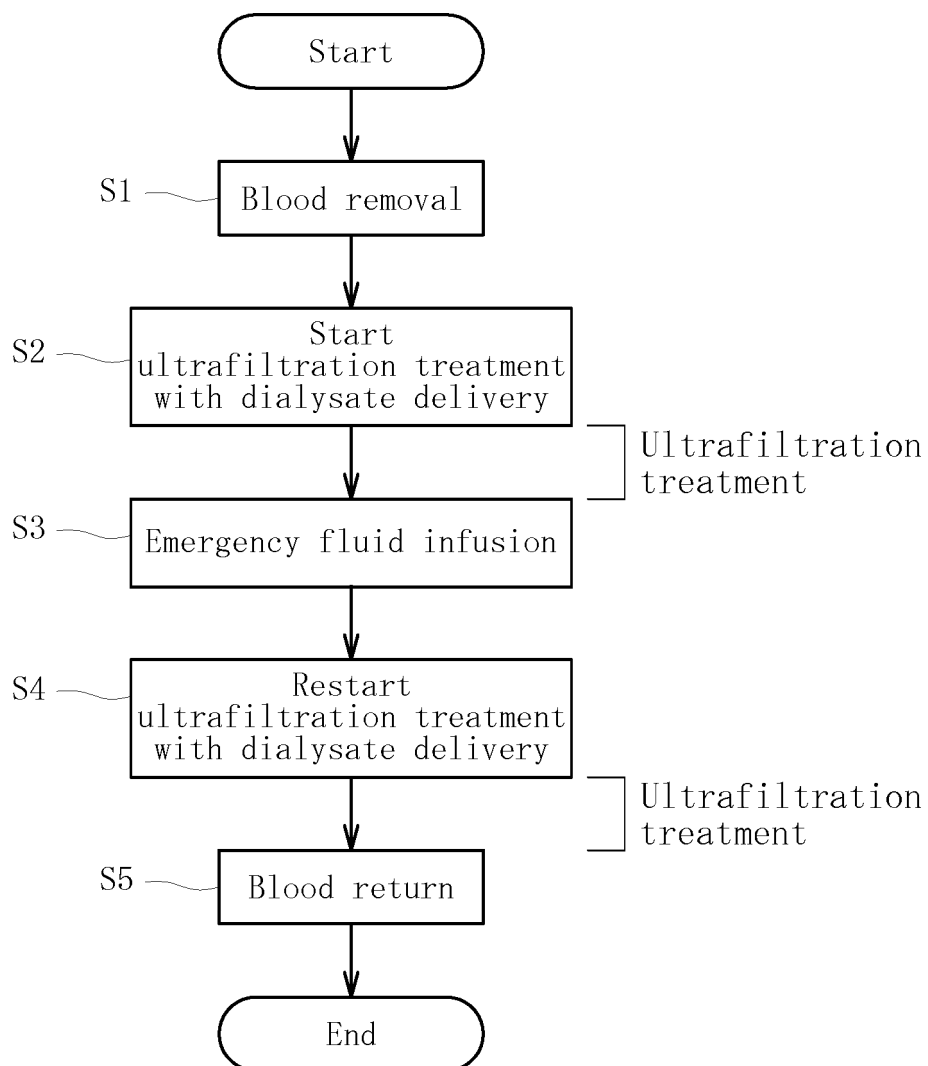 Start
S1
Blood removal
S2
Start
ultrafiltration treatment
with dialysate delivery
Ultrafiltration
treatment
S3
Emergency fluid infusion
S4
Restart
ultrafiltration treatment
with dialysate delivery
Ultrafiltration
treatment
S5
Blood return
End